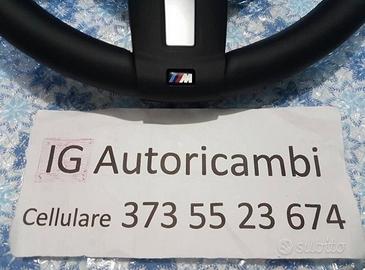 M
IG Autoricambi
Cellulare 373 55 23 674
subito